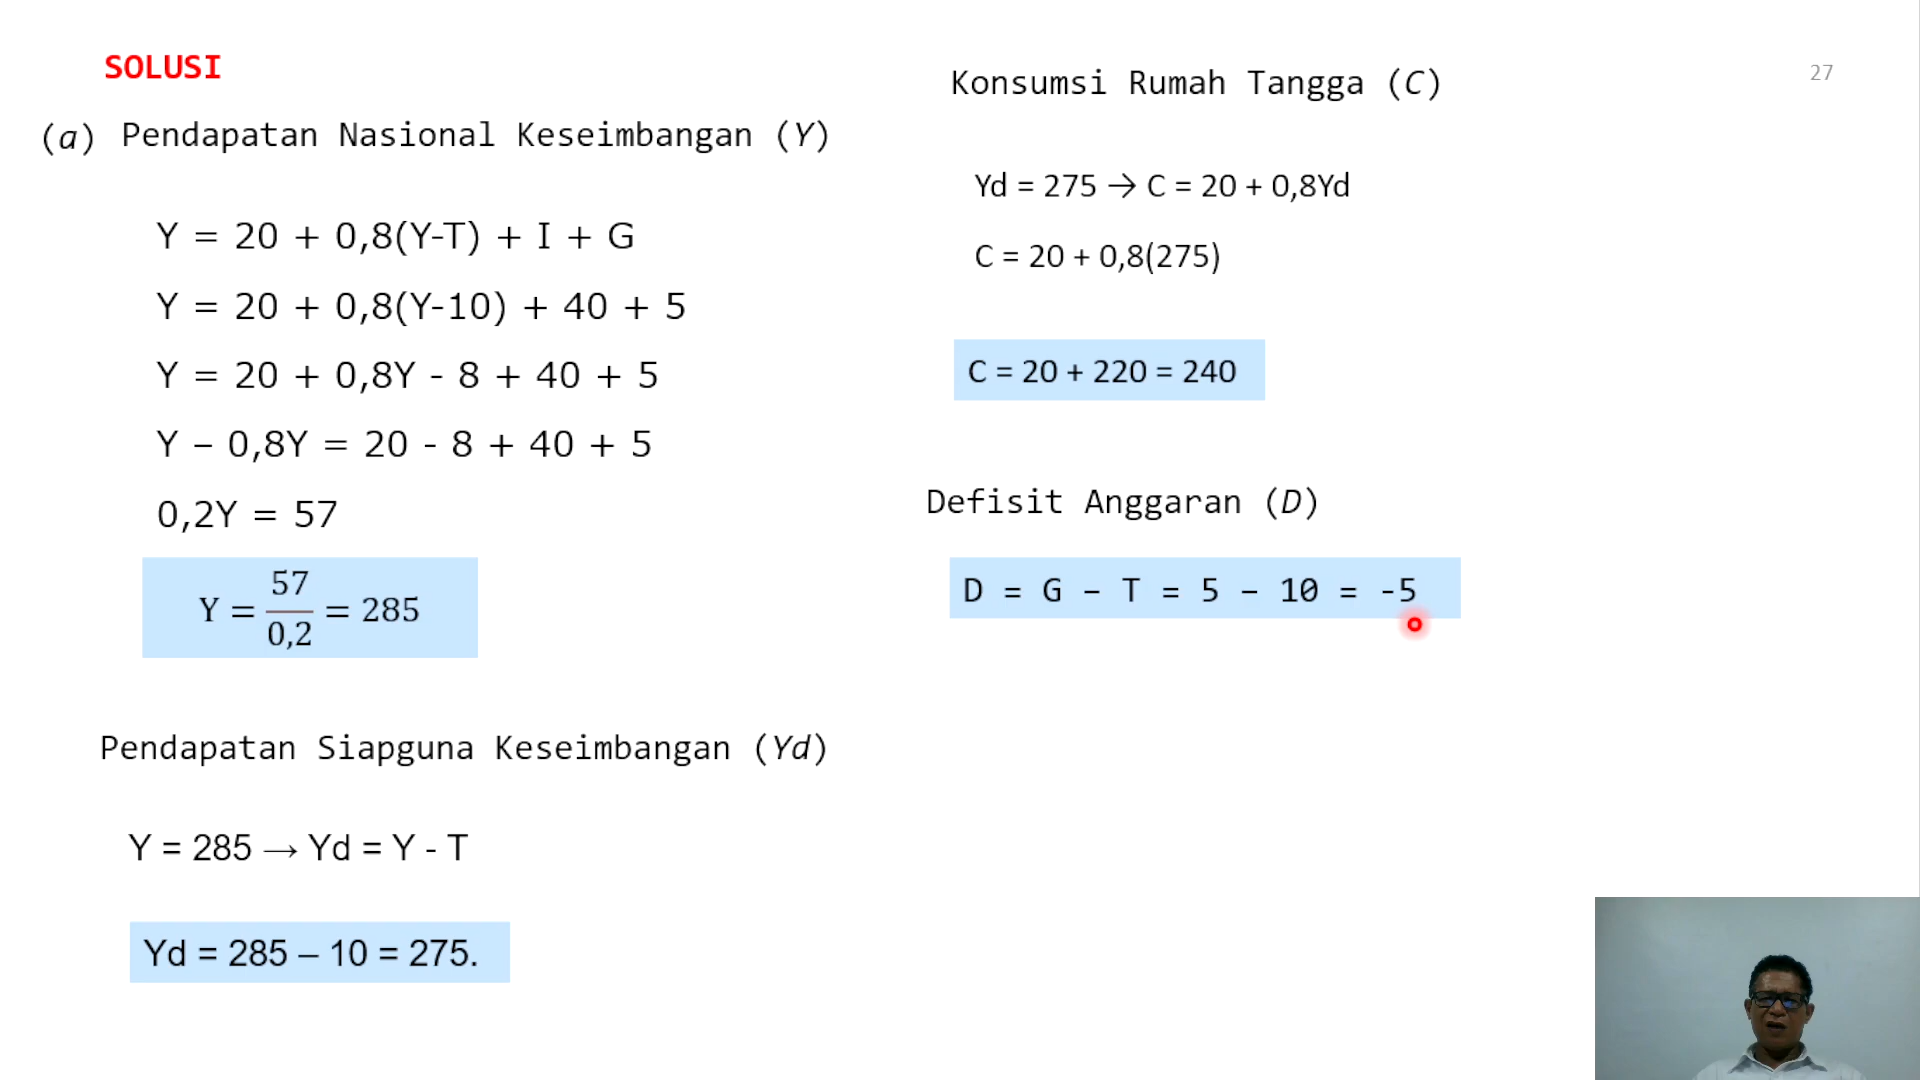 SOLUSI
(a) Pendapatan Nasional Keseimbangan (Y)
Y = 20 + 0,8(Y-T) + I + G
Y = 20 + 0,8(Y-10) + 40 + 5
Y = 20 + 0,8Y - 8 + 40 + 5
Y – 0,8Y = 20 - 8 + 40 + 5
0,2Y = 57
Y = 57/0,2 = 285
Pendapatan Siapguna Keseimbangan (Yd)
Y = 285 → Yd = Y - T
Yd = 285 – 10 = 275.
Konsumsi Rumah Tangga (C)
27
Yd = 275 → C = 20 + 0,8Yd
C = 20 + 0,8(275)
C = 20 + 220 = 240
Defisit Anggaran (D)
D = G – T = 5 – 10 = -5